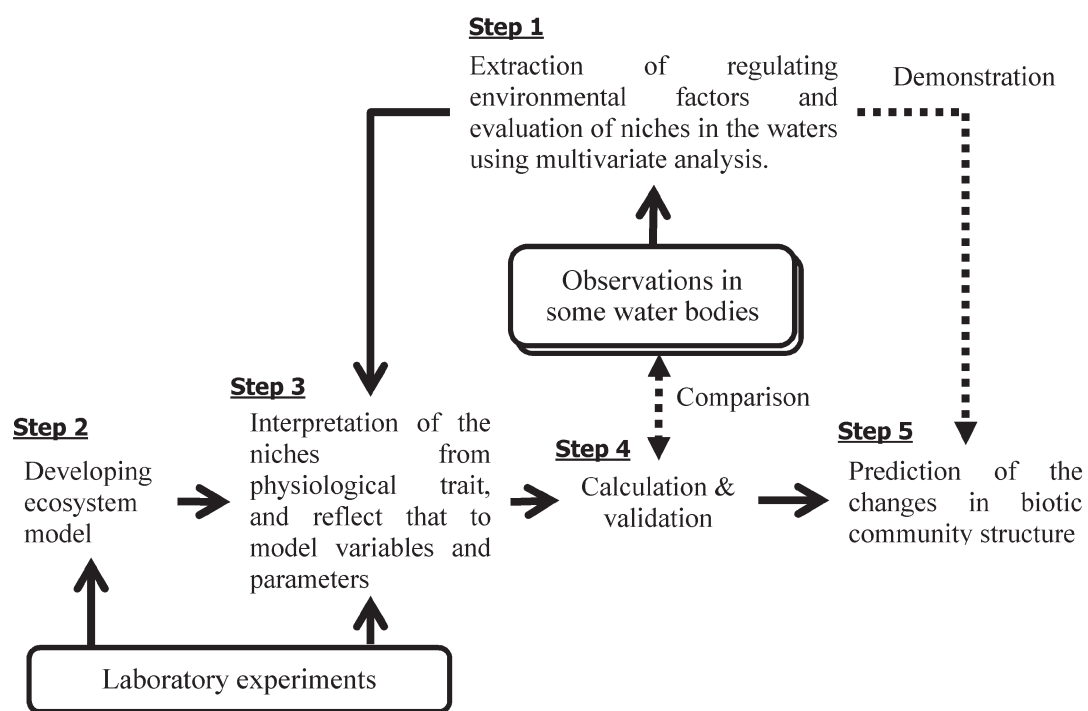 Step 1
Extraction of regulating
environmental factors and
evaluation of niches in the waters
using multivariate analysis.
Demonstration
Observations in
some water bodies
Comparison
Step 2
Developing
ecosystem
model
Step 3
Interpretation of the
niches from
physiological trait,
and reflect that to
model variables and
parameters
Step 4
Calculation &
validation
Step 5
Prediction of the
changes in biotic
community structure
Laboratory experiments